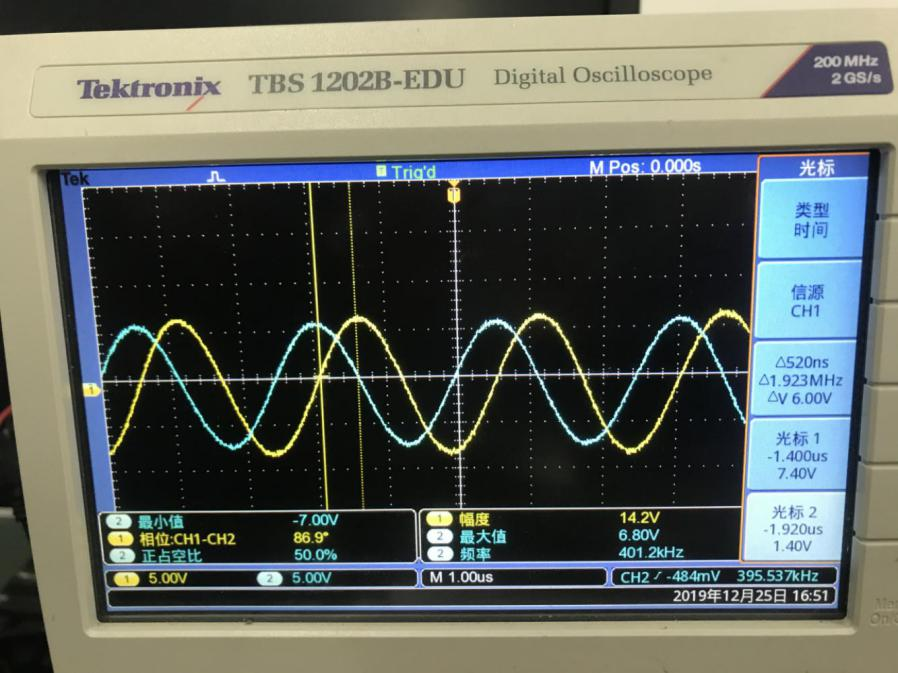 Tektronix TBS 1202B-EDU Digital Oscilloscope
200 MHz
2 GS/s
Tek T Trig'd M Pos: 0.000s
光标
类型
时间
信源
CH1
△520ns
△1.923MHz
△V 6.00V
光标 1
-1.400us
7.40V
光标 2
-1.920us
1.40V
T
1
2 最小值 -7.00V
1 相位:CH1-CH2 86.9°
2 正占空比 50.0%
1 幅度 14.2V
2 最大值 6.80V
2 频率 401.2kHz
1 5.00V 2 5.00V M 1.00us CH2 -484mV 395.537kHz
2019年12月25日 16:51